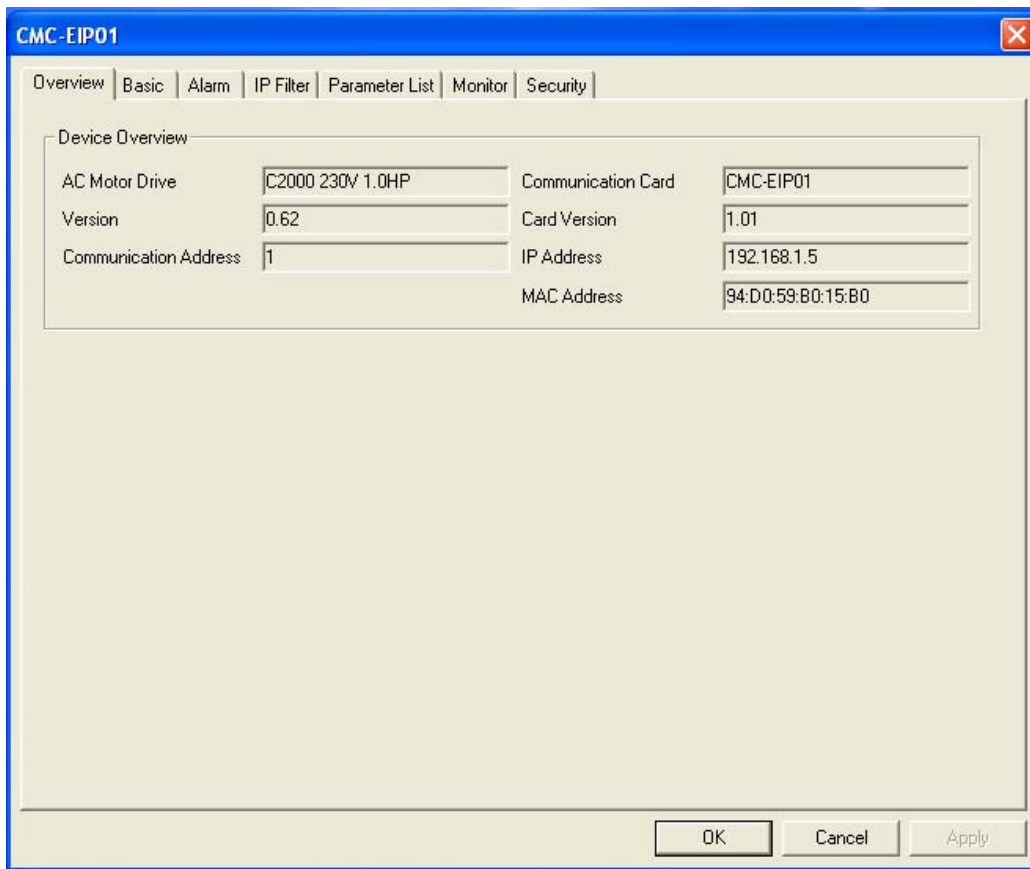 CMC-EIP01
Overview Basic Alarm IP Filter Parameter List Monitor Security
Device Overview
AC Motor Drive C2000 230V 1.0HP Communication Card CMC-EIP01
Version 0.62 Card Version 1.01
Communication Address 1 IP Address 192.168.1.5
MAC Address 94:D0:59:B0:15:B0
OK Cancel Apply